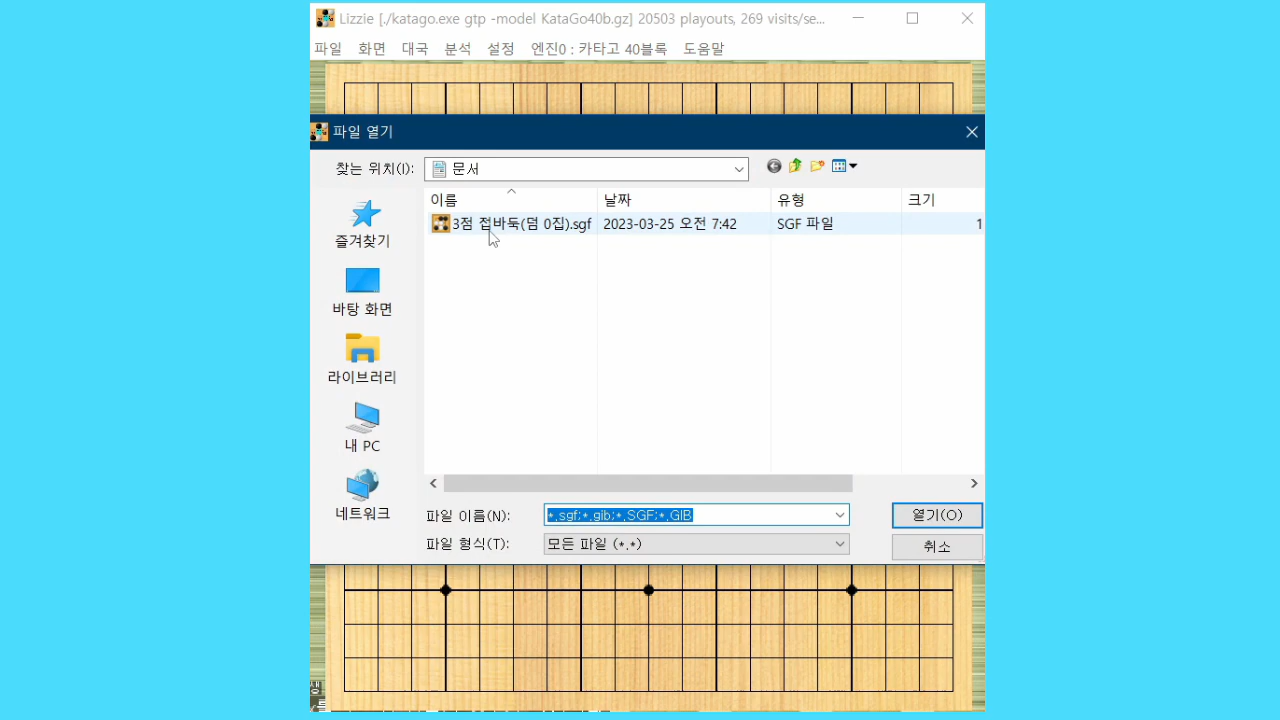 Lizzie [./katago.exe gtp -model KataGo40b.gz] 20503 playouts, 269 visits/se...
파일 화면 대국 분석 설정 엔진0 : 카타고 40블록 도움말
파일 열기
찾는 위치(I): 문서
이름 날짜 유형 크기
3점 접바둑(덤 0집).sgf 2023-03-25 오전 7:42 SGF 파일 1
즐겨찾기
바탕 화면
라이브러리
내 PC
네트워크
파일 이름(N): *.sgf;*.gib;*.SGF;*.GIB 열기(O)
파일 형식(T): 모든 파일 (*.*) 취소